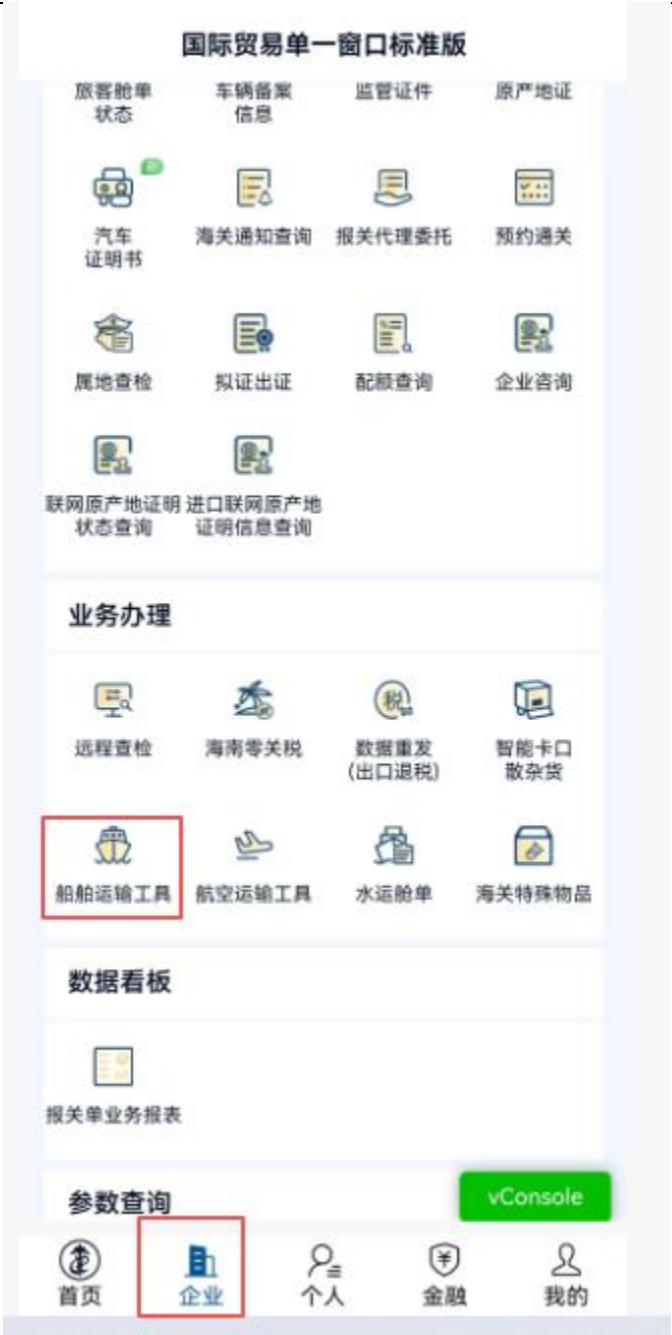 国际贸易单一窗口标准版
旅客舱单 车辆备案 监管证件 原产地证
状态 信息
汽车 海关通知查询 报关代理委托 预约通关
证明书
属地查检 拟证出证 配额查询 企业咨询
联网原产地证明 进口联网原产地
状态查询 证明信息查询
业务办理
远程查检 海南零关税 数据重发 智能卡口
(出口退税) 散杂货
税
船舶运输工具 航空运输工具 水运舱单 海关特殊物品
数据看板
报关单业务报表
参数查询 vConsole
首页 企业 个人 金融 我的